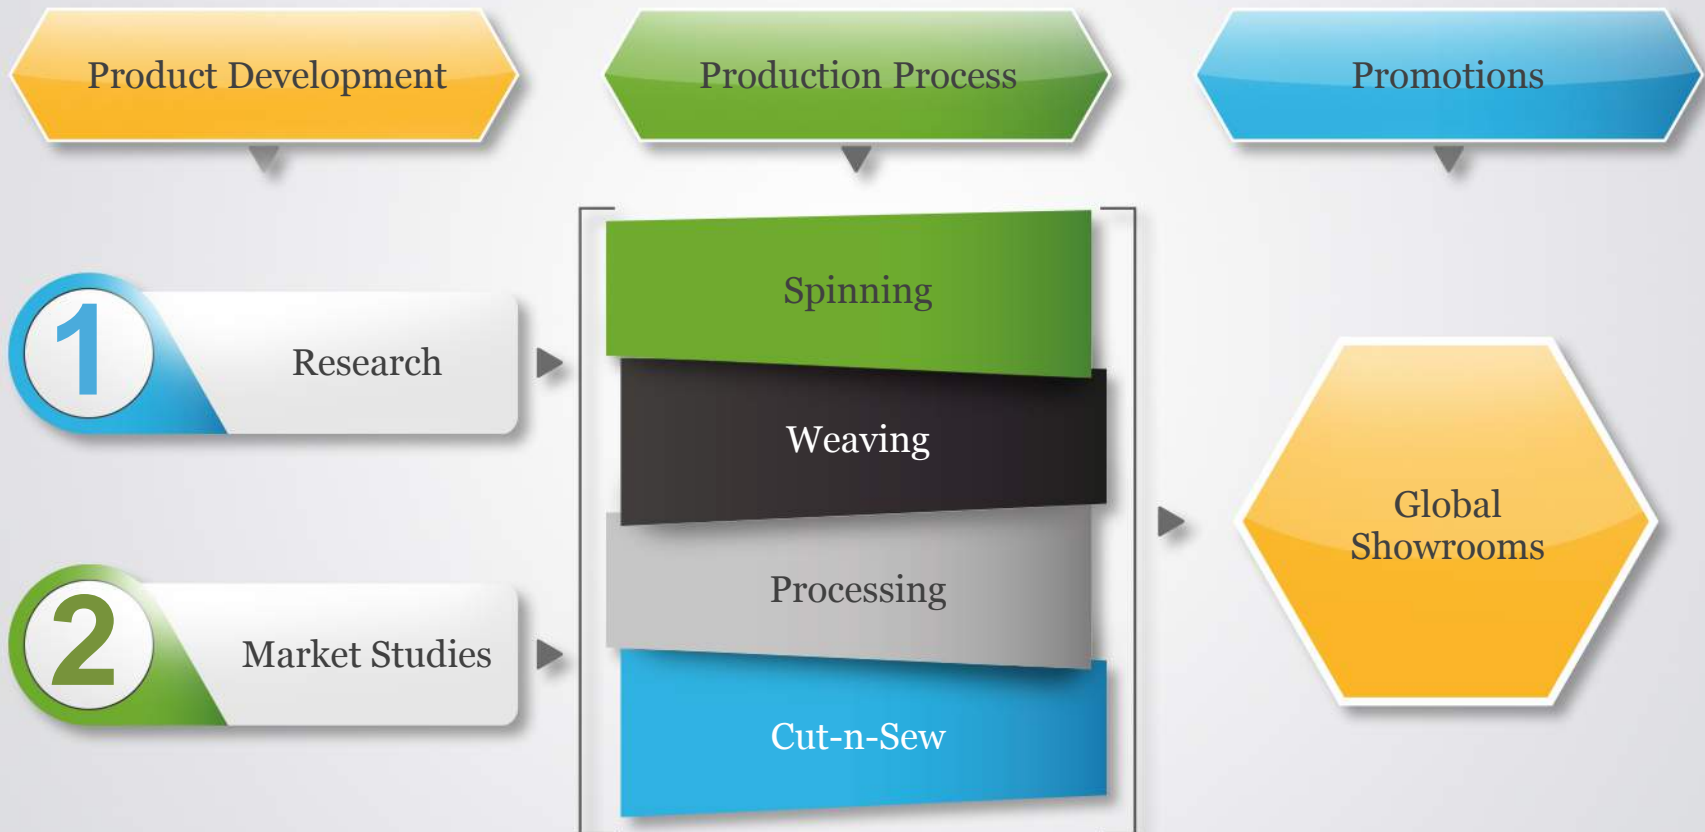 Product Development
Production Process
Promotions
1
Research
2
Market Studies
Spinning
Weaving
Processing
Cut-n-Sew
Global
Showrooms